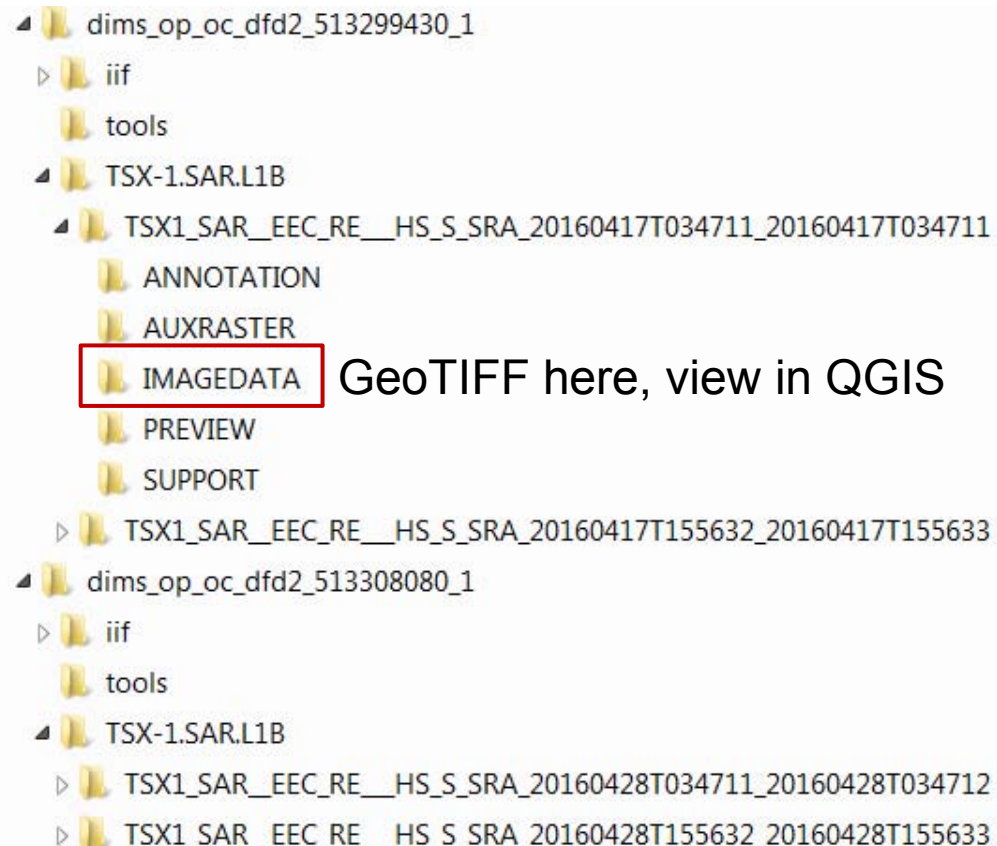 dims_op_oc_dfd2_513299430_1
iif
tools
TSX-1.SAR.L1B
TSX1_SAR__EEC_RE___HS_S_SRA_20160417T034711_20160417T034711
ANNOTATION
AUXRASTER
IMAGEDATA GeoTIFF here, view in QGIS
PREVIEW
SUPPORT
TSX1_SAR__EEC_RE___HS_S_SRA_20160417T155632_20160417T155633
dims_op_oc_dfd2_513308080_1
iif
tools
TSX-1.SAR.L1B
TSX1_SAR__EEC_RE___HS_S_SRA_20160428T034711_20160428T034712
TSX1_SAR__EEC_RE___HS_S_SRA_20160428T155632_20160428T155633